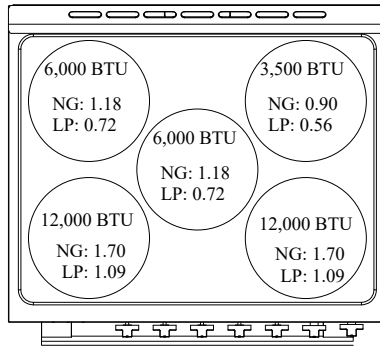 6,000 BTU
NG: 1.18
LP: 0.72
3,500 BTU
NG: 0.90
LP: 0.56
6,000 BTU
NG: 1.18
LP: 0.72
12,000 BTU
NG: 1.70
LP: 1.09
12,000 BTU
NG: 1.70
LP: 1.09